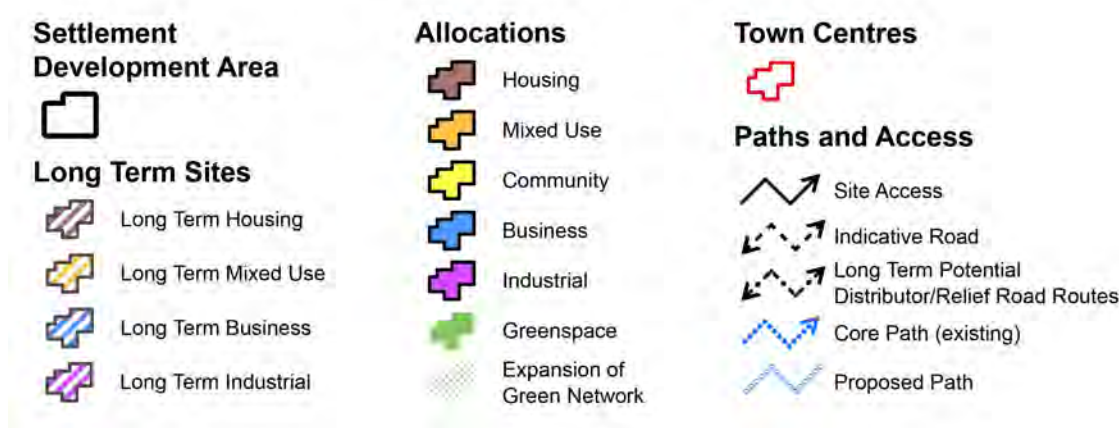 Settlement
Development Area
Long Term Sites
Long Term Housing
Long Term Mixed Use
Long Term Business
Long Term Industrial
Allocations
Housing
Mixed Use
Community
Business
Industrial
Greenspace
Expansion of
Green Network
Town Centres
Paths and Access
Site Access
Indicative Road
Long Term Potential
Distributor/Relief Road Routes
Core Path (existing)
Proposed Path